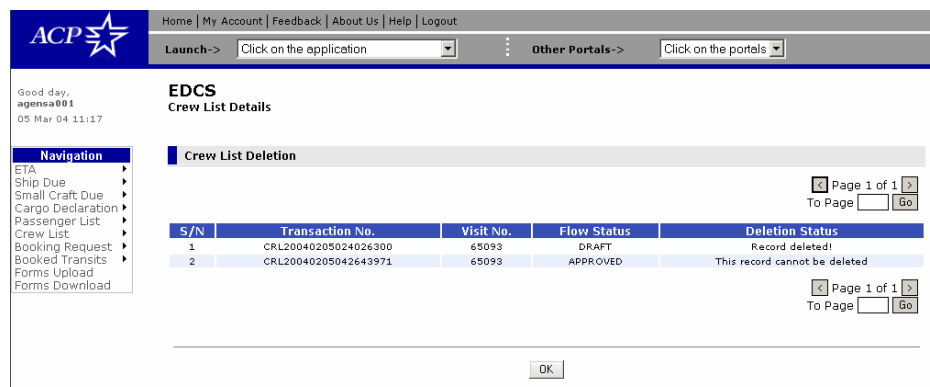 ACP
Home | My Account | Feedback | About Us | Help | Logout
Launch-> Click on the application Other Portals-> Click on the portals
Good day,
agensa001
05 Mar 04 11:17
EDCS
Crew List Details
Navigation
ETA
Ship Due
Small Craft Due
Cargo Declaration
Passenger List
Crew List
Booking Request
Booked Transits
Forms Upload
Forms Download
Crew List Deletion
< Page 1 of 1 >
To Page Go
S/N Transaction No. Visit No. Flow Status Deletion Status
1 CRL20040205024026300 65093 DRAFT Record deleted!
2 CRL20040205042643971 65093 APPROVED This record cannot be deleted
< Page 1 of 1 >
To Page Go
OK